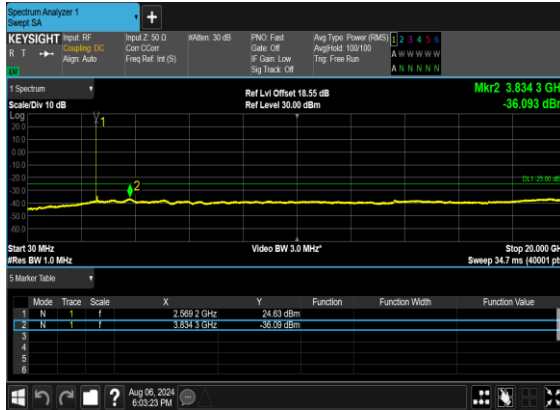 Spectrum Analyzer 1
Swept SA
+
KEYSIGHT Input: RF Input Z: 50 Ω #Atten: 30 dB PNO: Fast Avg Type: Power (RMS) 1 2 3 4 5 6
R T Coupling: DC Corr CCorr Gate: Off Avg|Hold: 100/100 A W W W W W
Align: Auto Freq Ref: Int (S) IF Gain: Low Trig: Free Run
Sig Track: Off A N N N N N
LXI
1 Spectrum Ref Lvl Offset 18.55 dB Mkr2 3.834 3 GH
Scale/Div 10 dB Ref Level 30.00 dBm -36.093 dBr
Log
1
20.0
10.0
0.00
-10.0
-20.0
DL1 -25.00 dB
2
-30.0
-40.0
-50.0
-60.0
Start 30 MHz Video BW 3.0 MHz* Stop 20.000 GH
#Res BW 1.0 MHz Sweep 34.7 ms (40001 pt
5 Marker Table
Mode Trace Scale X Y Function Function Width Function Value
1 N 1 f 2.569 2 GHz 24.63 dBm
2 N 1 f 3.834 3 GHz -36.09 dBm
3
4
5
6
? Aug 06, 2024
6:03:23 PM